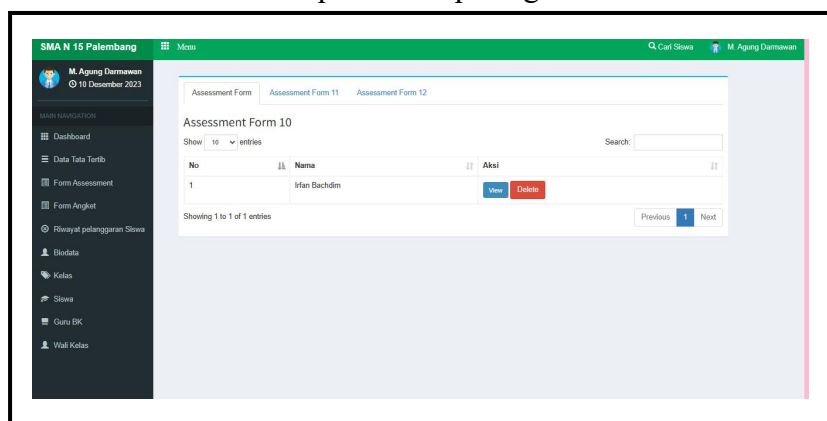 SMA N 15 Palembang
Menu
Cari Siswa
M. Agung Darmawan
M. Agung Darmawan
10 Desember 2023
MAIN NAVIGATION
Dashboard
Data Tata Tertib
Form Assessment
Form Angket
Riwayat pelanggaran Siswa
Biodata
Kelas
Siswa
Guru BK
Wali Kelas
Assessment Form Assessment Form 11 Assessment Form 12
Assessment Form 10
Show 10 entries
Search:
No Nama Aksi
1 Irfan Bachdim View Delete
Showing 1 to 1 of 1 entries
Previous 1 Next